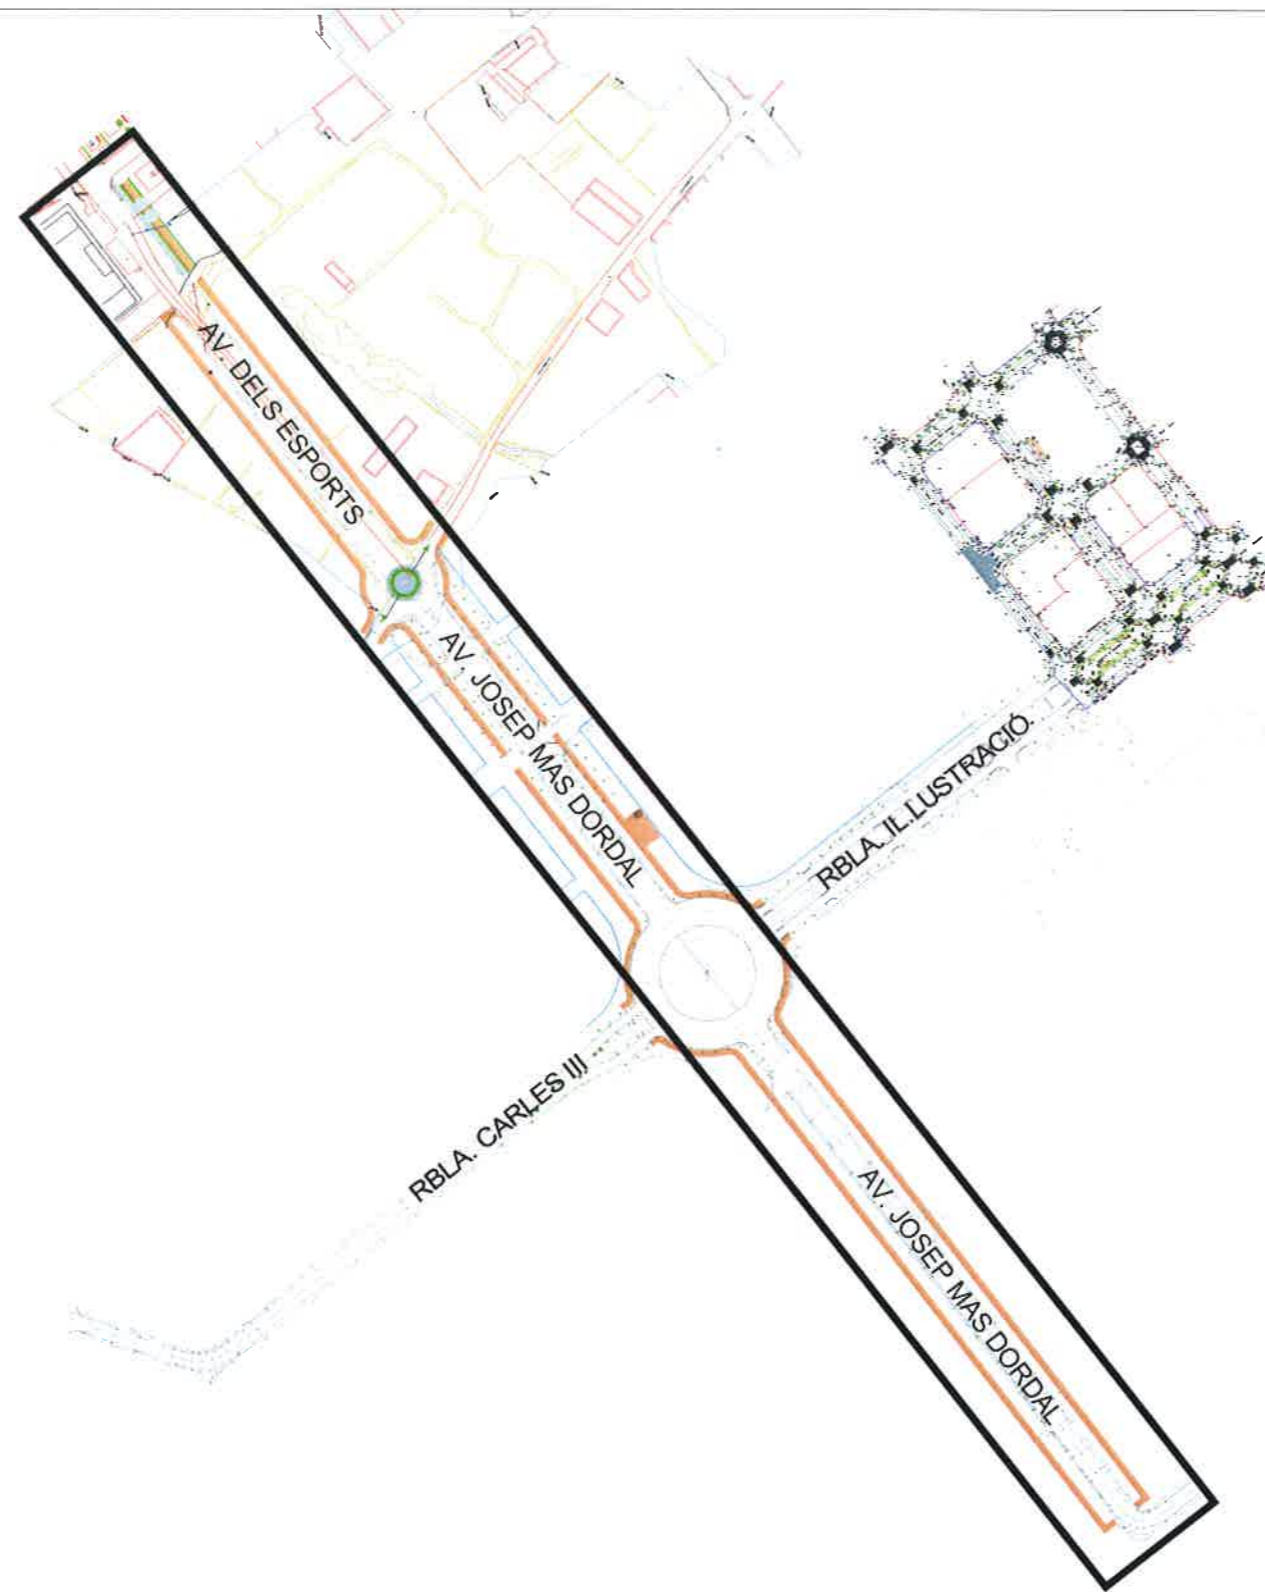 AV. DELS ESPORTS
AV. JOSEP MAS DORDAL
RBLA. IL.LUSTRACIÓ
RBLA. CARLES III
AV. JOSEP MAS DORDAL